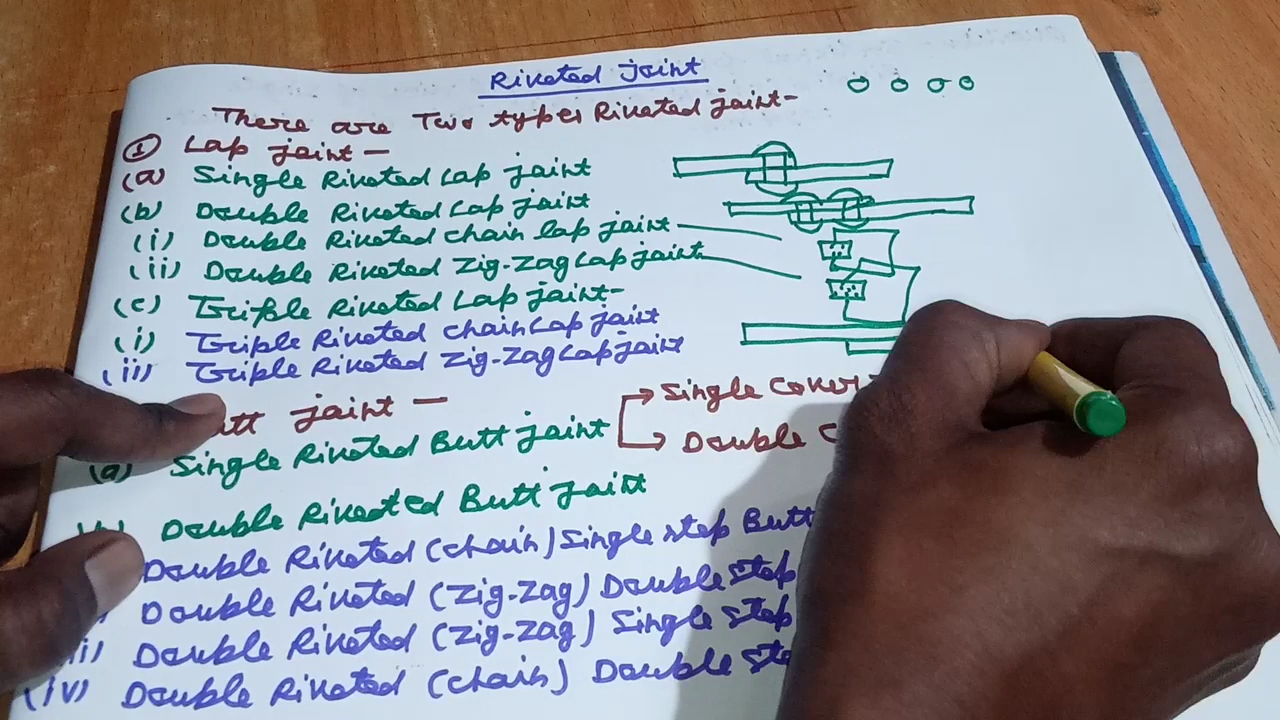 Riveted joint
There are Two types Riveted joint-
① Lap joint —
(a) Single Riveted Lap joint
(b) Double Riveted Lap joint
(i) Double Riveted chain lap joint
(ii) Double Riveted Zig-Zag Lap joint
(c) Triple Riveted Lap joint-
(i) Triple Riveted chain Lap joint
(ii) Triple Riveted Zig-Zag Lap joint
joint —
Single
(a) Single Riveted Butt joint
Double
Double Riveted Butt joint
Double Riveted (chain) Single step Butt
Double Riveted (Zig-Zag) Double step
Double Riveted (Zig-Zag) Single step
(iv) Double Riveted (chain) Double